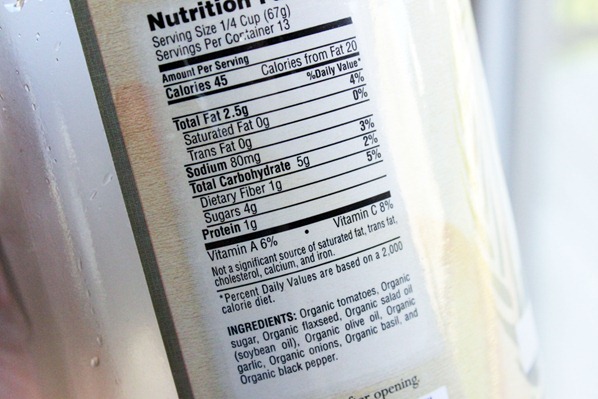 Nutrition
Serving Size 1/4 Cup (67g)
Servings Per Container 13
Amount Per Serving
Calories 45 Calories from Fat 20
%Daily Value*
Total Fat 2.5g 4%
Saturated Fat 0g 0%
Trans Fat 0g
Sodium 80mg 3%
Total Carbohydrate 5g 2%
Dietary Fiber 1g 5%
Sugars 4g
Protein 1g
Vitamin A 6% • Vitamin C 8%
Not a significant source of saturated fat, trans fat,
cholesterol, calcium, and iron.
*Percent Daily Values are based on a 2,000
calorie diet.
INGREDIENTS: Organic tomatoes, Organic
sugar, Organic flaxseed, Organic salad oil
(soybean oil), Organic olive oil, Organic
garlic, Organic onions, Organic basil, and
Organic black pepper.
opening.